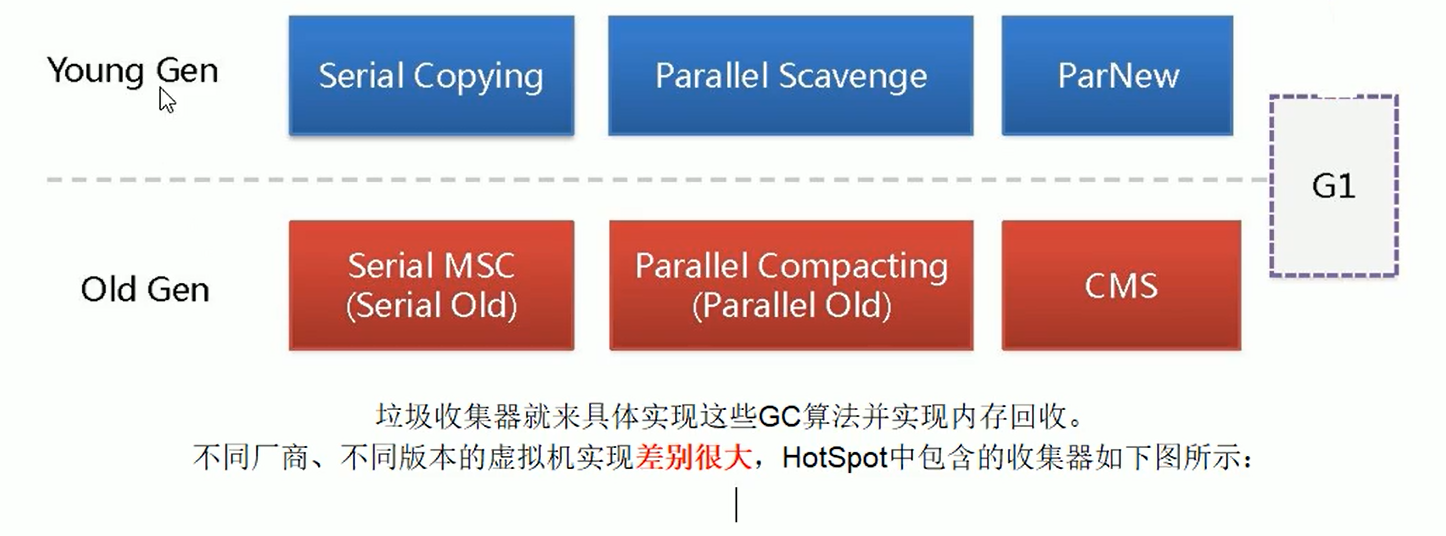 Young Gen
Serial Copying
Parallel Scavenge
ParNew
G1
Old Gen
Serial MSC
(Serial Old)
Parallel Compacting
(Parallel Old)
CMS
垃圾收集器就来具体实现这些GC算法并实现内存回收。
不同厂商、不同版本的虚拟机实现差别很大，HotSpot中包含的收集器如下图所示：